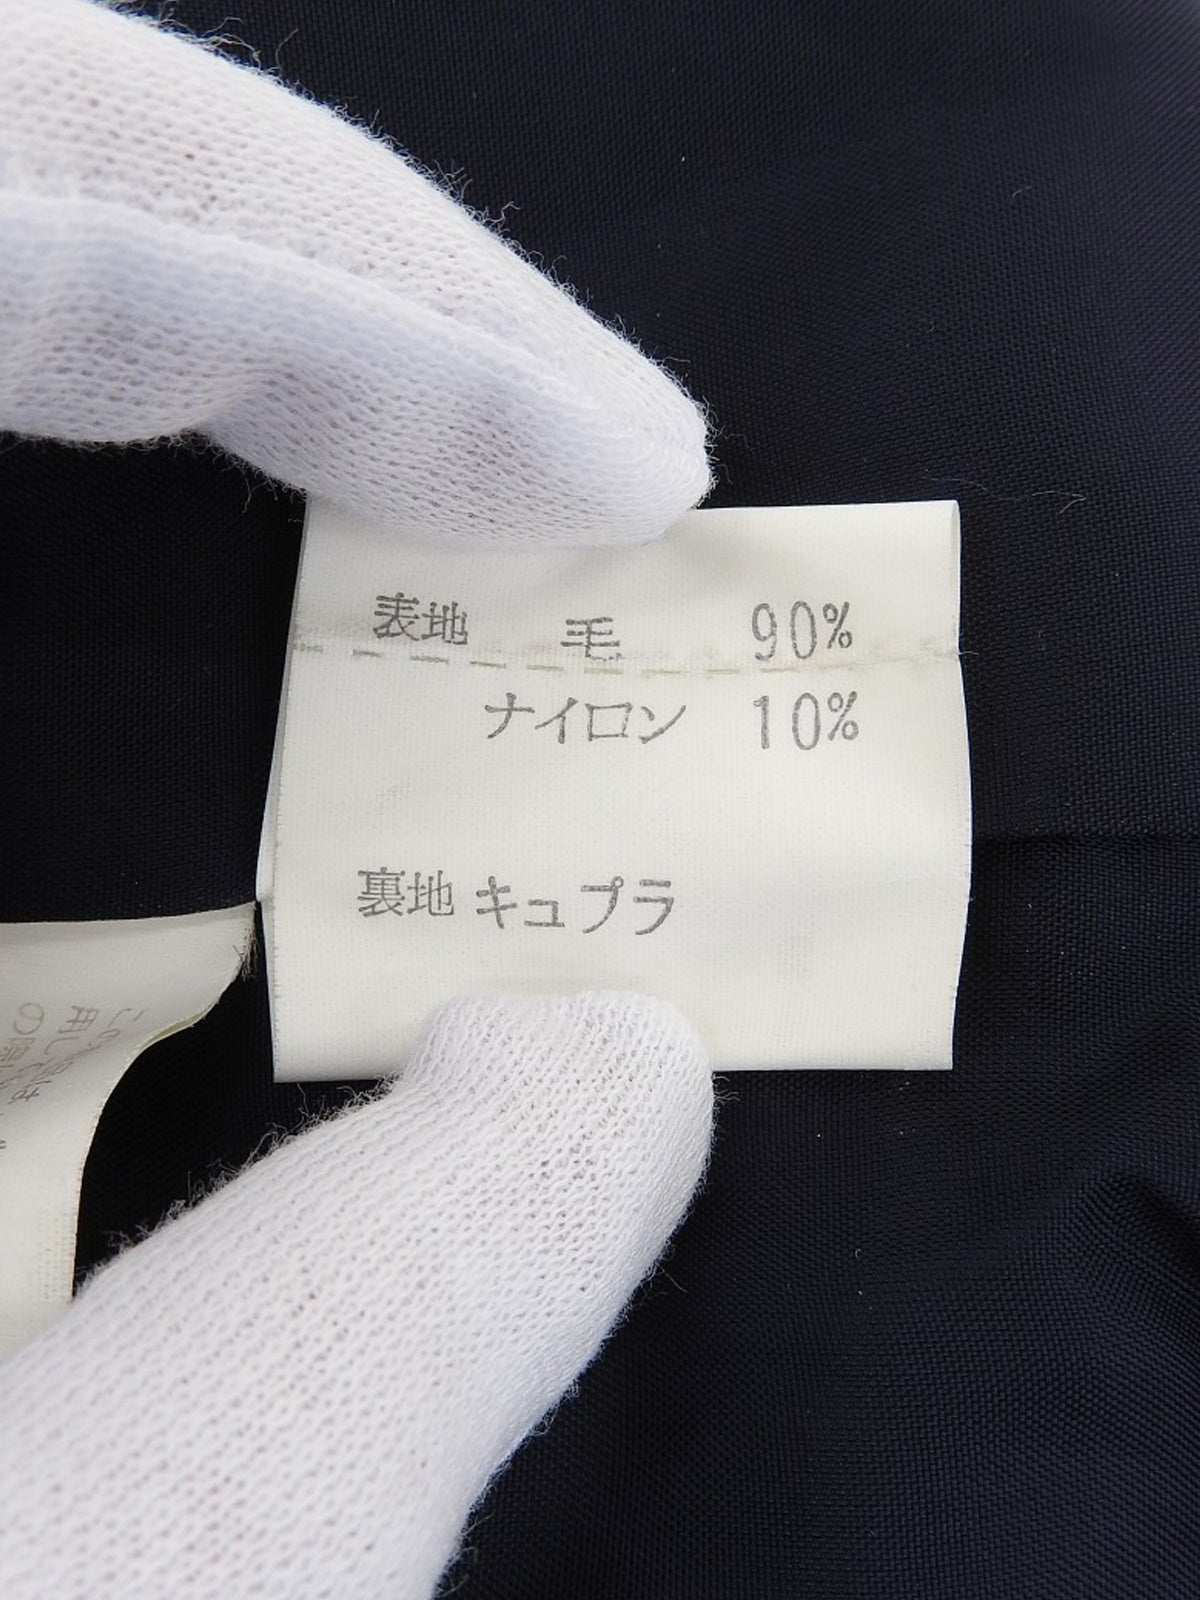 表地 毛 90%
ナイロン 10%
裏地 キュプラ